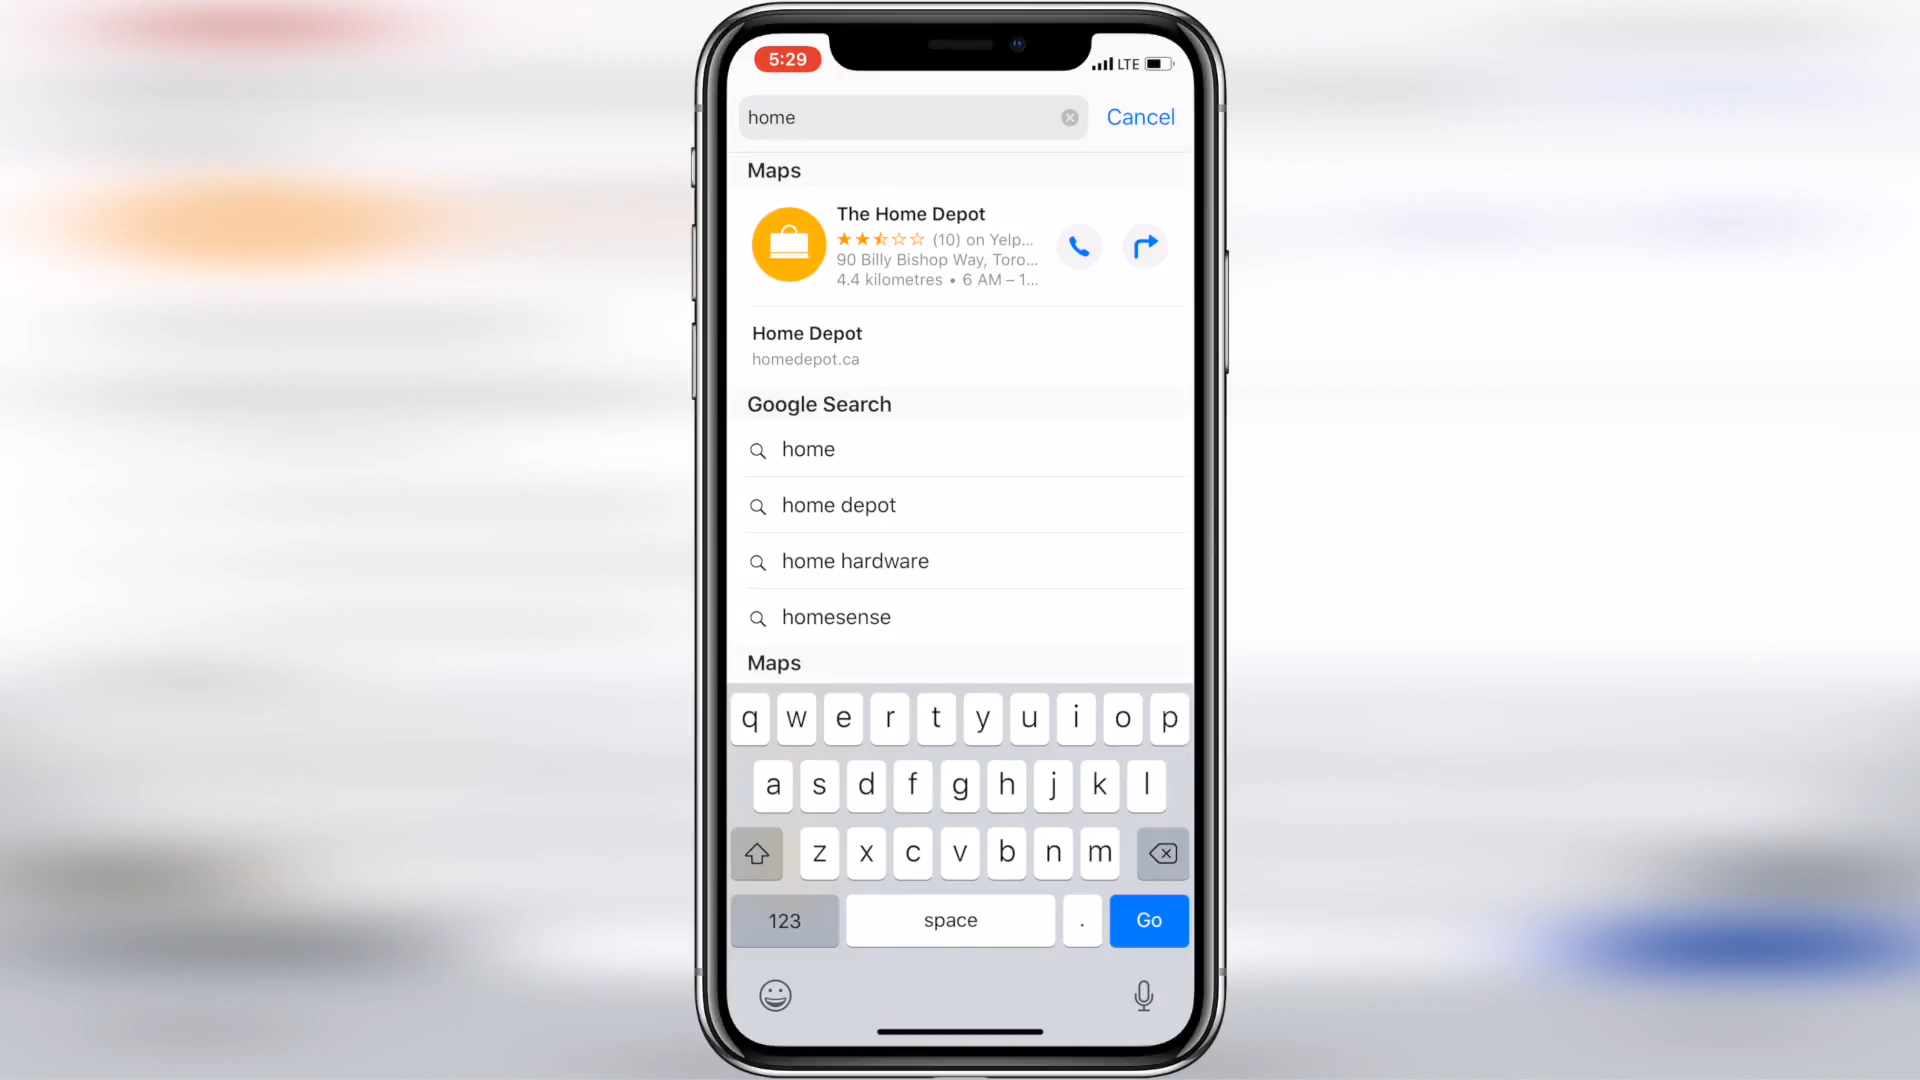 5:29
LTE
home
Cancel
Maps
The Home Depot
(10) on Yelp...
90 Billy Bishop Way, Toro...
4.4 kilometres • 6 AM – 1...
Home Depot
homedepot.ca
Google Search
home
home depot
home hardware
homesense
Maps
q w e r t y u i o p
a s d f g h j k l
z x c v b n m
123 space . Go